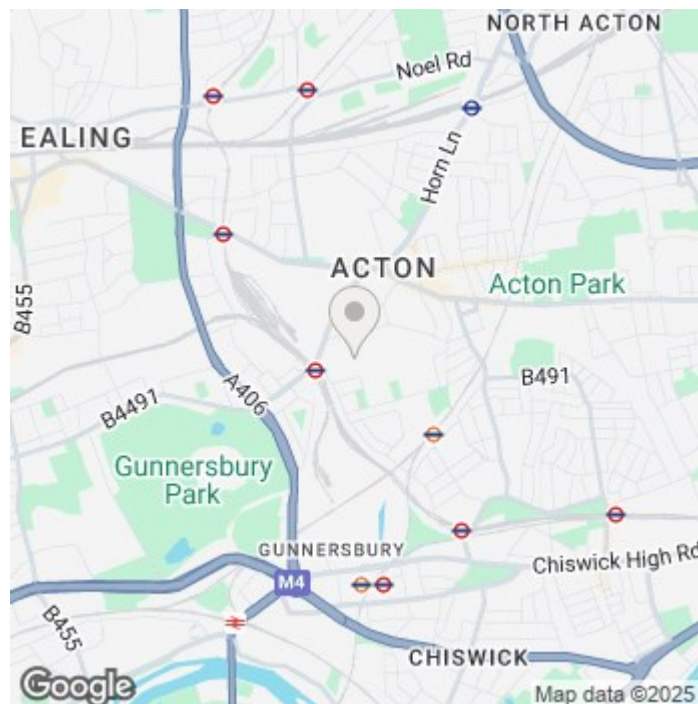 NORTH ACTON
Noel Rd
EALING
Horn Ln
ACTON
Acton Park
B455
A406
B491
B4491
Gunnersbury
Park
GUNNERSBURY
Chiswick High Rd
M4
B455
CHISWICK
Google
Map data ©2025